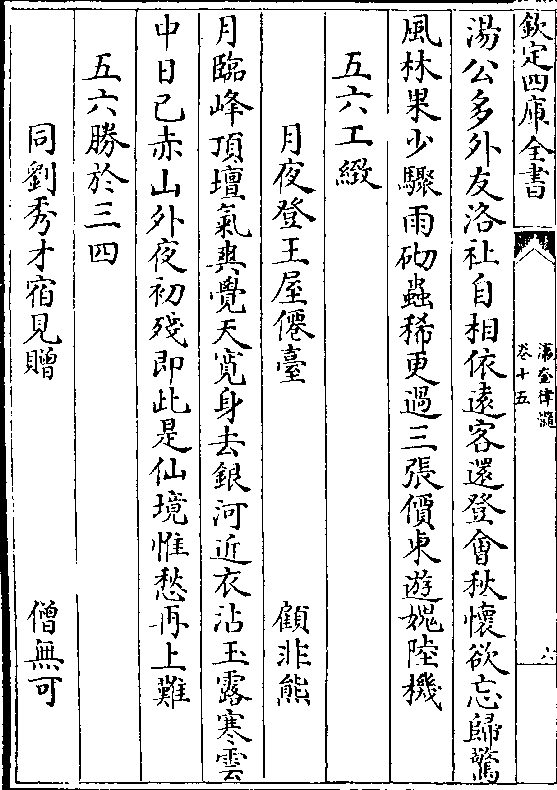 欽定四庫全書
瀛奎律髓
卷十五
六
湯公多外友洛社自相依遠客還登會秋懷欲忘歸驚
風林果少驟雨砌蟲稀更過三張價東遊媿陸機
五六工緻
月夜登王屋僊臺 顧非熊
月臨峰頂壇氣爽覺天寛身去銀河近衣沾玉露寒雲
中日已赤山外夜初殘即此是仙境惟愁再上難
五六勝於三四
同劉秀才宿見贈 僧無可